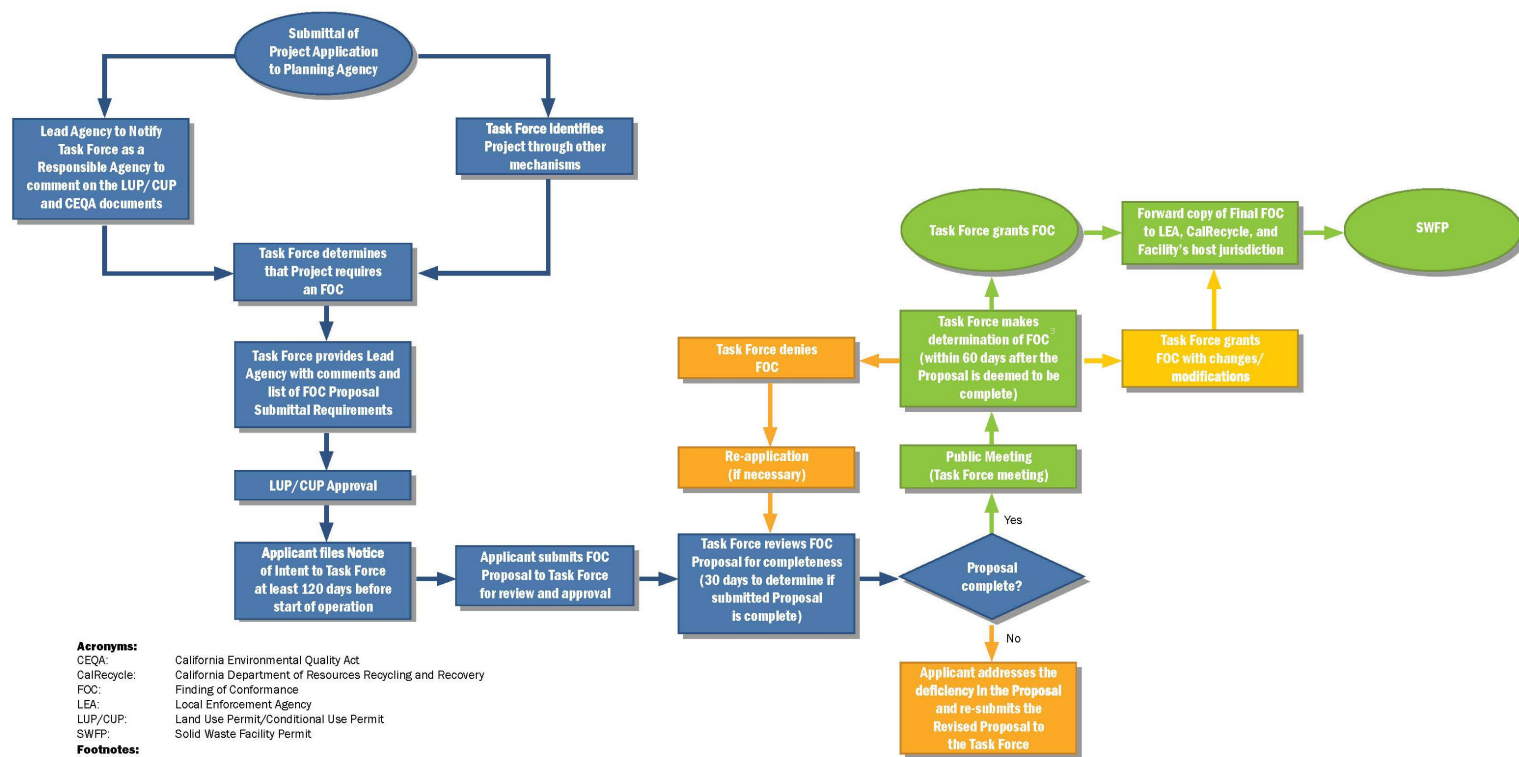 Submittal of
Project Application
to Planning Agency
Lead Agency to Notify
Task Force as a
Responsible Agency to
comment on the LUP/CUP
and CEQA documents
Task Force identifies
Project through other
mechanisms
Task Force determines
that Project requires
an FOC
Task Force provides Lead
Agency with comments and
list of FOC Proposal
Submittal Requirements
LUP/CUP Approval
Applicant files Notice
of Intent to Task Force
at least 120 days before
start of operation
Applicant submits FOC
Proposal to Task Force
for review and approval
Task Force reviews FOC
Proposal for completeness
(30 days to determine if
submitted Proposal
is complete)
Proposal
complete?
Yes
No
Applicant addresses the
deficiency in the Proposal
and re-submits the
Revised Proposal to
the Task Force
Public Meeting
(Task Force meeting)
Task Force makes
determination of FOC3
(within 60 days after the
Proposal is deemed to be
complete)
Task Force denies
FOC
Re-application
(if necessary)
Task Force grants FOC
Task Force grants
FOC with changes/
modifications
Forward copy of Final FOC
to LEA, CalRecycle, and
Facility's host jurisdiction
SWFP
Acronyms:
CEQA: California Environmental Quality Act
CalRecycle: California Department of Resources Recycling and Recovery
FOC: Finding of Conformance
LEA: Local Enforcement Agency
LUP/CUP: Land Use Permit/Conditional Use Permit
SWFP: Solid Waste Facility Permit
Footnotes: